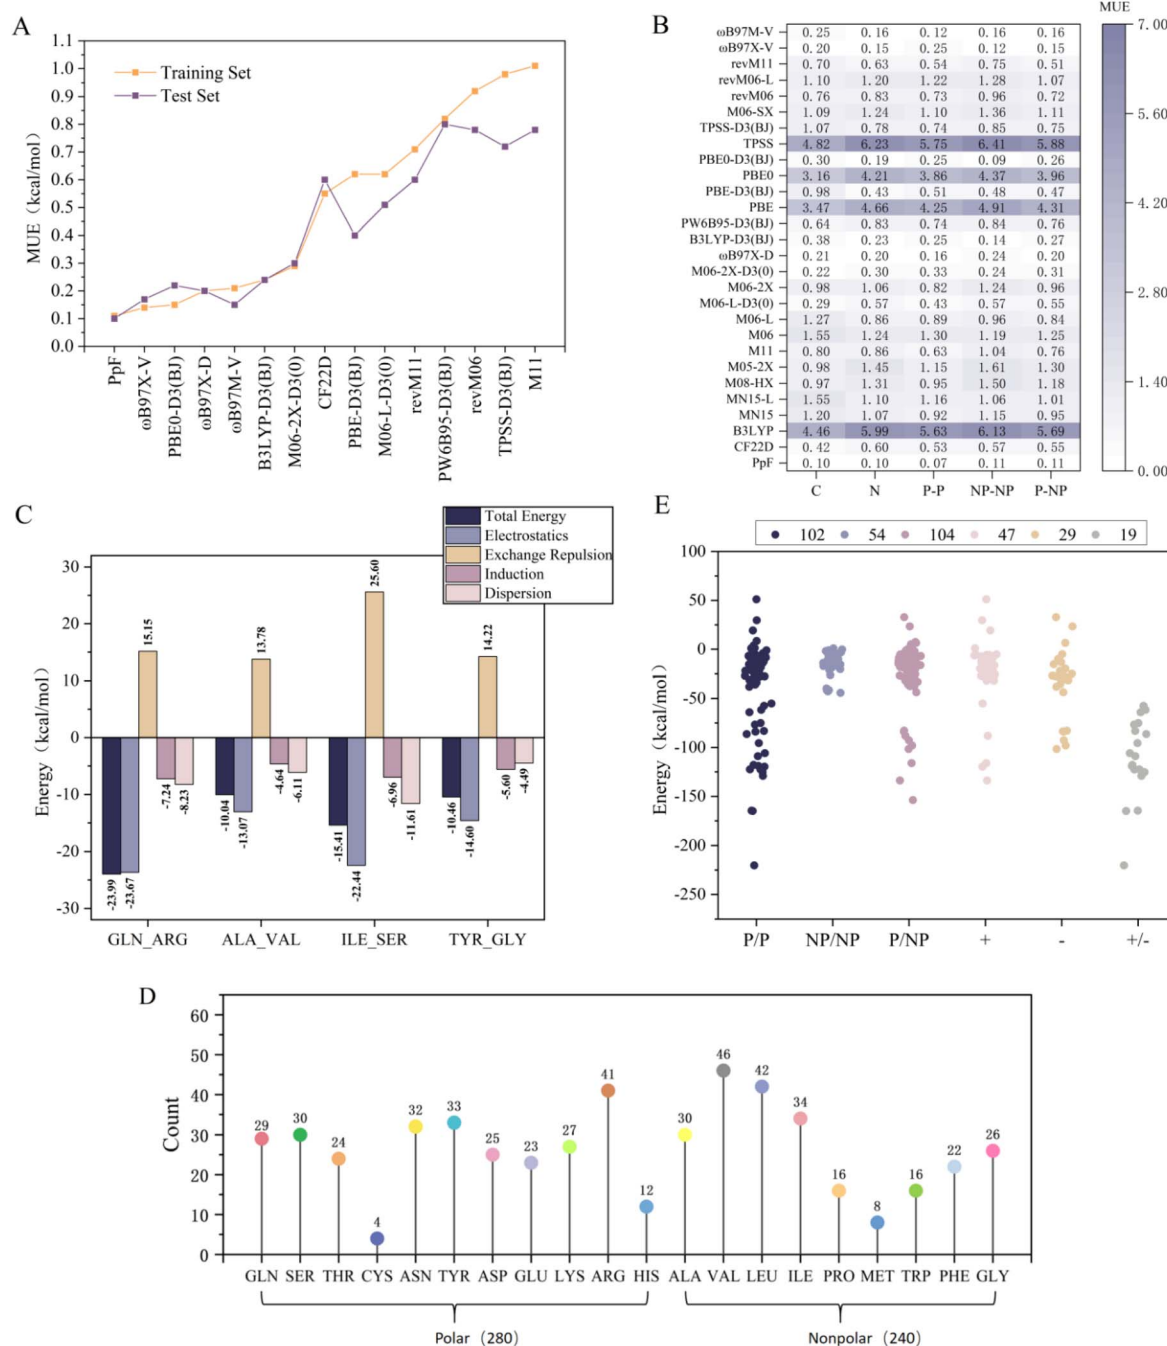 A
MUE (kcal/mol)
1.1
1.0
0.9
0.8
0.7
0.6
0.5
0.4
0.3
0.2
0.1
0.0
Training Set
Test Set
PpF
ωB97X-V
PBE0-D3(BJ)
ωB97X-D
ωB97M-V
B3LYP-D3(BJ)
M06-2X-D3(0)
CF22D
PBE-D3(BJ)
M06-L-D3(0)
revM11
PW6B95-D3(BJ)
revM06
TPSS-D3(BJ)
M11
B
ωB97M-V 0.25 0.16 0.12 0.16 0.16
ωB97X-V 0.20 0.15 0.25 0.12 0.15
revM11 0.70 0.63 0.54 0.75 0.51
revM06-L 1.10 1.20 1.22 1.28 1.07
revM06 0.76 0.83 0.73 0.96 0.72
M06-SX 1.09 1.24 1.10 1.36 1.11
TPSS-D3(BJ) 1.07 0.78 0.74 0.85 0.75
TPSS 4.82 6.23 5.75 6.41 5.88
PBE0-D3(BJ) 0.30 0.19 0.25 0.09 0.26
PBE0 3.16 4.21 3.86 4.37 3.96
PBE-D3(BJ) 0.98 0.43 0.51 0.48 0.47
PBE 3.47 4.66 4.25 4.91 4.31
PW6B95-D3(BJ) 0.64 0.83 0.74 0.84 0.76
B3LYP-D3(BJ) 0.38 0.23 0.25 0.14 0.27
ωB97X-D 0.21 0.20 0.16 0.24 0.20
M06-2X-D3(0) 0.22 0.30 0.33 0.24 0.31
M06-2X 0.98 1.06 0.82 1.24 0.96
M06-L-D3(0) 0.29 0.57 0.43 0.57 0.55
M06-L 1.27 0.86 0.89 0.96 0.84
M06 1.55 1.24 1.30 1.19 1.25
M11 0.80 0.86 0.63 1.04 0.76
M05-2X 0.98 1.45 1.15 1.61 1.30
M08-HX 0.97 1.31 0.95 1.50 1.18
MN15-L 1.55 1.10 1.16 1.06 1.01
MN15 1.20 1.07 0.92 1.15 0.95
B3LYP 4.46 5.99 5.63 6.13 5.69
CF22D 0.42 0.60 0.53 0.57 0.55
PpF 0.10 0.10 0.07 0.11 0.11
C N P-P NP-NP P-NP
MUE
7.00
5.60
4.20
2.80
1.40
0.00
C
Total Energy
Electrostatics
Exchange Repulsion
Induction
Dispersion
Energy (kcal/mol)
30
20
10
0
-10
-20
-30
-23.99
-23.67
15.15
-7.24
-8.23
-10.04
-13.07
13.78
-4.64
-6.11
-15.41
-22.44
25.60
-6.96
-11.61
-10.46
-14.60
14.22
-5.60
-4.49
GLN_ARG ALA_VAL ILE_SER TYR_GLY
E
102 54 104 47 29 19
Energy (kcal/mol)
100
50
0
-50
-100
-150
-200
-250
P/P NP/NP P/NP + - +/-
D
Count
60
50
40
30
20
10
0
29 30 24 4 32 33 25 23 27 41 12 30 46 42 34 16 8 16 22 26
GLN SER THR CYS ASN TYR ASP GLU LYS ARG HIS ALA VAL LEU ILE PRO MET TRP PHE GLY
Polar (280) Nonpolar (240)